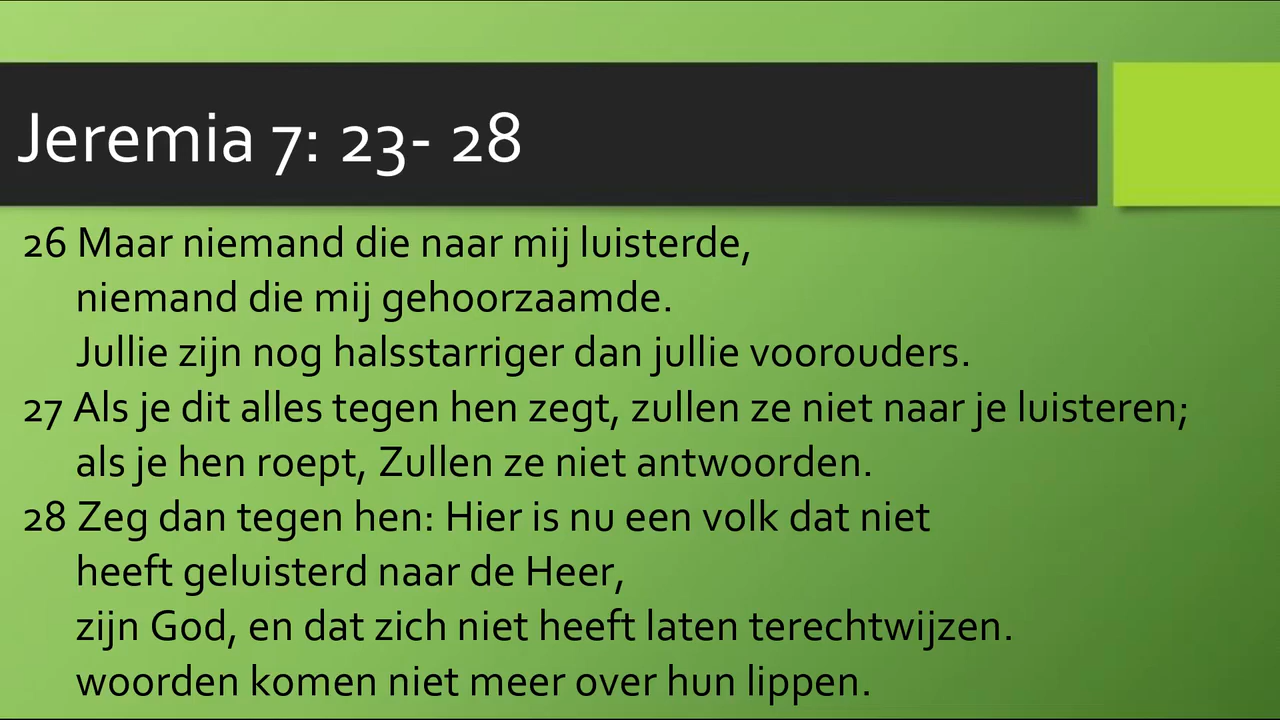 Jeremia 7: 23- 28
26 Maar niemand die naar mij luisterde,
niemand die mij gehoorzaamde.
Jullie zijn nog halsstarriger dan jullie voorouders.
27 Als je dit alles tegen hen zegt, zullen ze niet naar je luisteren;
als je hen roept, Zullen ze niet antwoorden.
28 Zeg dan tegen hen: Hier is nu een volk dat niet
heeft geluisterd naar de Heer,
zijn God, en dat zich niet heeft laten terechtwijzen.
woorden komen niet meer over hun lippen.